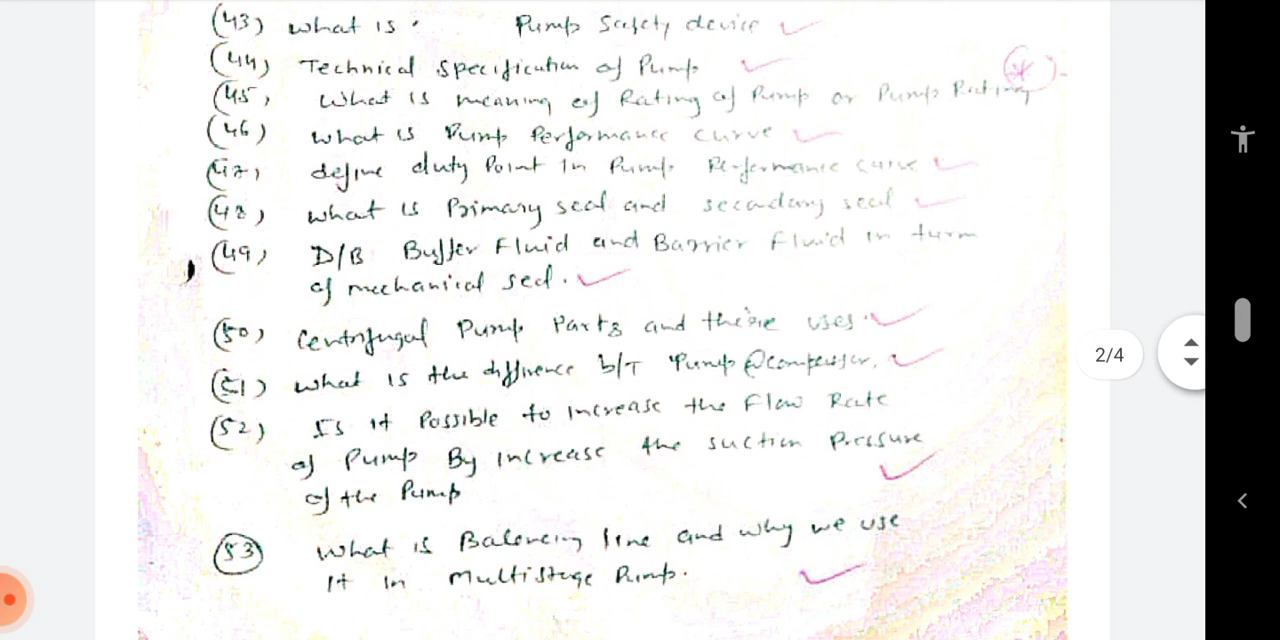 (43) what is Pump Safety device
(44) Technical Specification of Pump
(45) What is meaning of Rating of Pump or Pump Rating
(46) What is Pump Performance curve
(47) define duty Point in Pump Performance curve
(48) what is Primary seal and secadary seal
(49) D/B Buffer Fluid and Barrier Fluid in turm
of mechanical seal.
(50) Centrifugal Pump Parts and uses.
(51) What is the diffrence b/T Pump & compressor.
(52) Is it Possible to increase the Flow Rate
of Pump By increase the suction Pressure
of the Pump
2/4
(53) What is Balancing line and why we use
it in Multistage Pump.